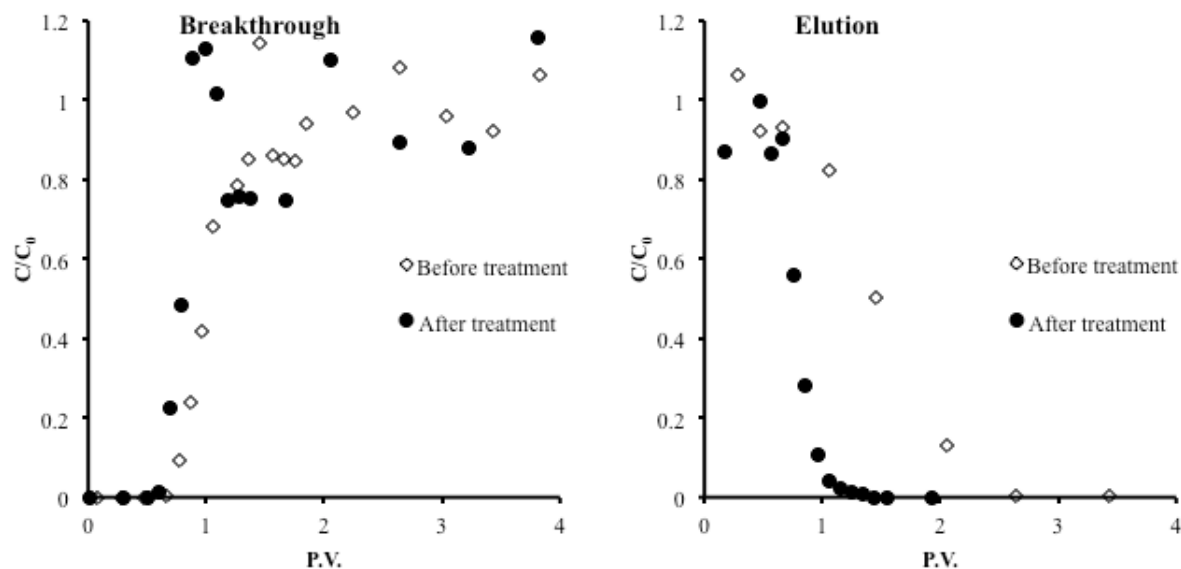 Breakthrough
1.2
1
0.8
0.6
0.4
0.2
0
C/C₀
◇ Before treatment
● After treatment
0 1 2 3 4
P.V.
Elution
1.2
1
0.8
0.6
0.4
0.2
0
C/C₀
◇ Before treatment
● After treatment
0 1 2 3 4
P.V.